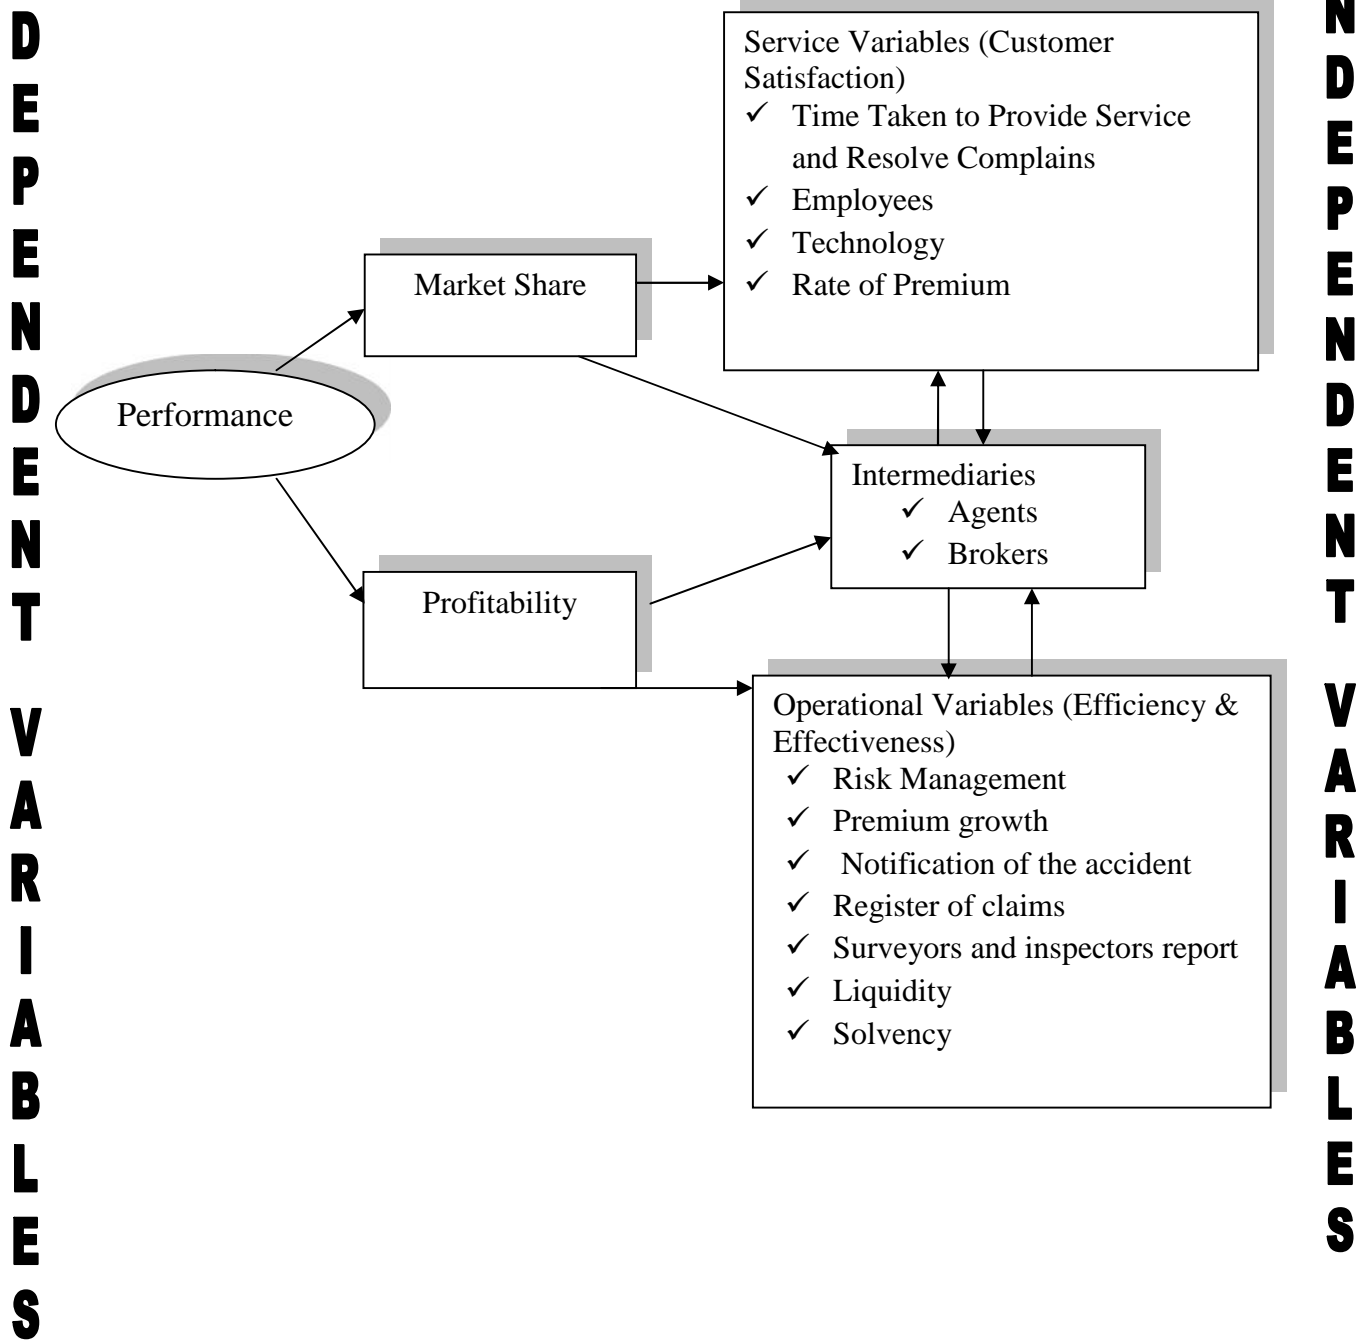 DEPENDENT VARIABLES
Performance
Market Share
Profitability
Service Variables (Customer
Satisfaction)
✓ Time Taken to Provide Service
and Resolve Complains
✓ Employees
✓ Technology
✓ Rate of Premium
Intermediaries
✓ Agents
✓ Brokers
Operational Variables (Efficiency &
Effectiveness)
✓ Risk Management
✓ Premium growth
✓ Notification of the accident
✓ Register of claims
✓ Surveyors and inspectors report
✓ Liquidity
✓ Solvency
NDEPENDENT VARIABLES